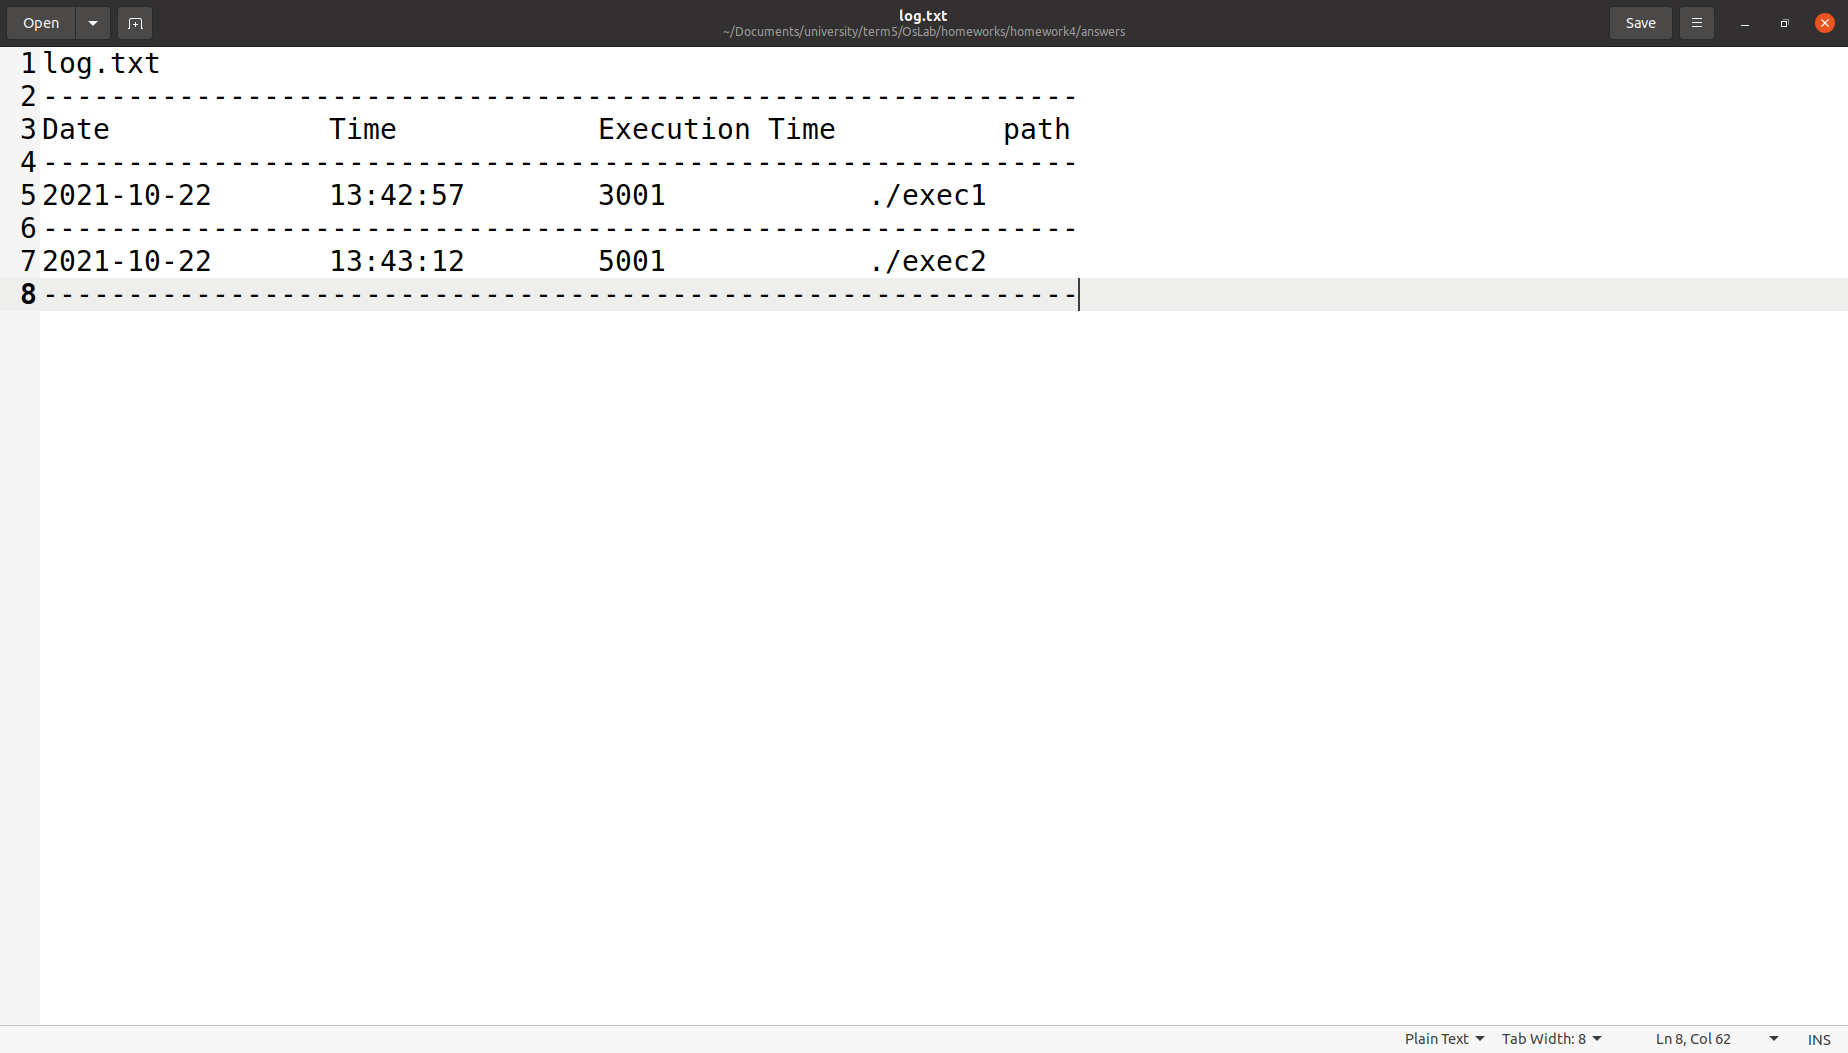 Open
log.txt
~/Documents/university/term5/OsLab/homeworks/homework4/answers
Save
1 log.txt
2 -------------------------------------------------------------
3 Date Time Execution Time path
4 -------------------------------------------------------------
5 2021-10-22 13:42:57 3001 ./exec1
6 -------------------------------------------------------------
7 2021-10-22 13:43:12 5001 ./exec2
8 -------------------------------------------------------------
Plain Text Tab Width: 8 Ln 8, Col 62 INS